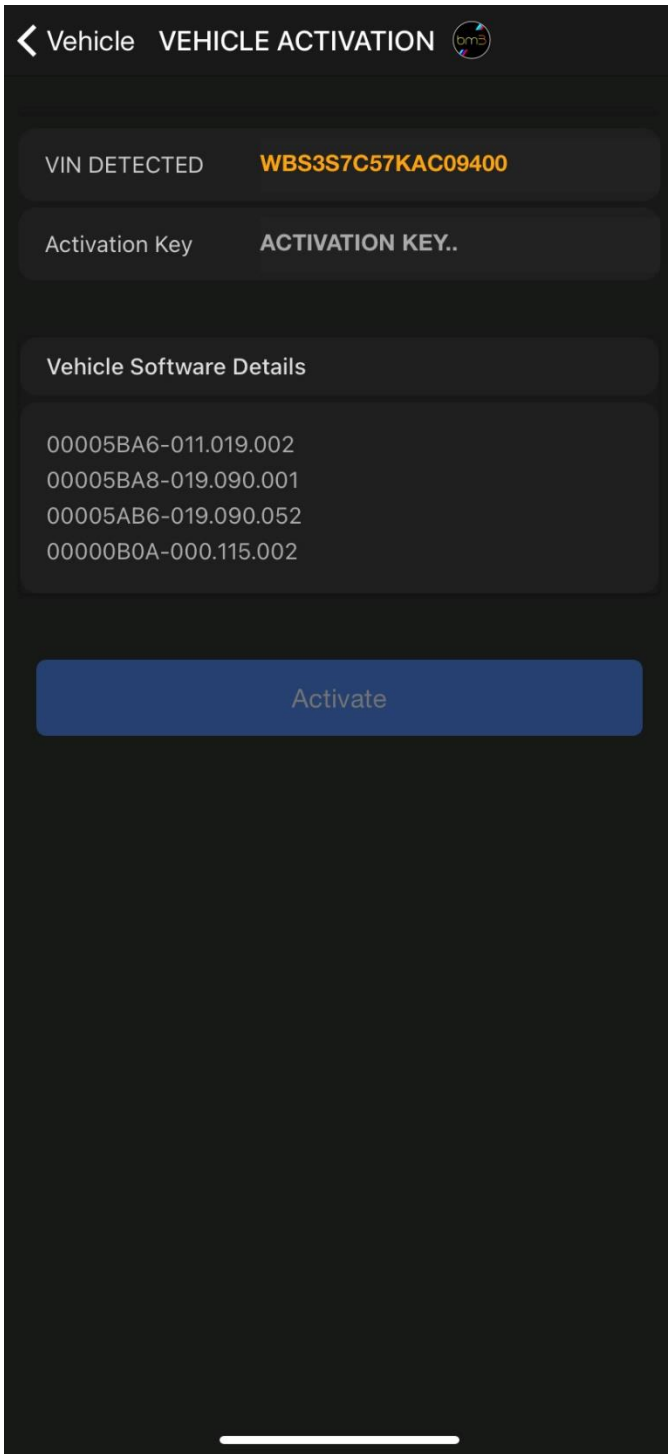 Vehicle VEHICLE ACTIVATION bm3
VIN DETECTED WBS3S7C57KAC09400
Activation Key ACTIVATION KEY..
Vehicle Software Details
00005BA6-011.019.002
00005BA8-019.090.001
00005AB6-019.090.052
00000B0A-000.115.002
Activate